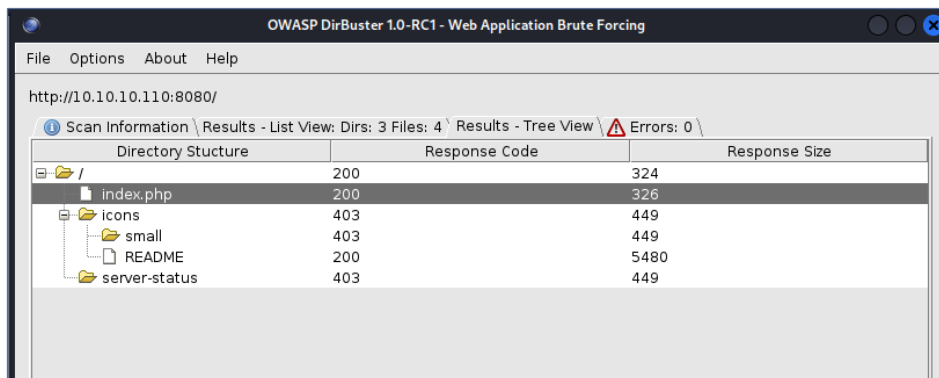 OWASP DirBuster 1.0-RC1 - Web Application Brute Forcing
File Options About Help
http://10.10.10.110:8080/
Scan Information Results - List View: Dirs: 3 Files: 4 Results - Tree View Errors: 0
Directory Stucture Response Code Response Size
/ 200 324
index.php 200 326
icons 403 449
small 403 449
README 200 5480
server-status 403 449